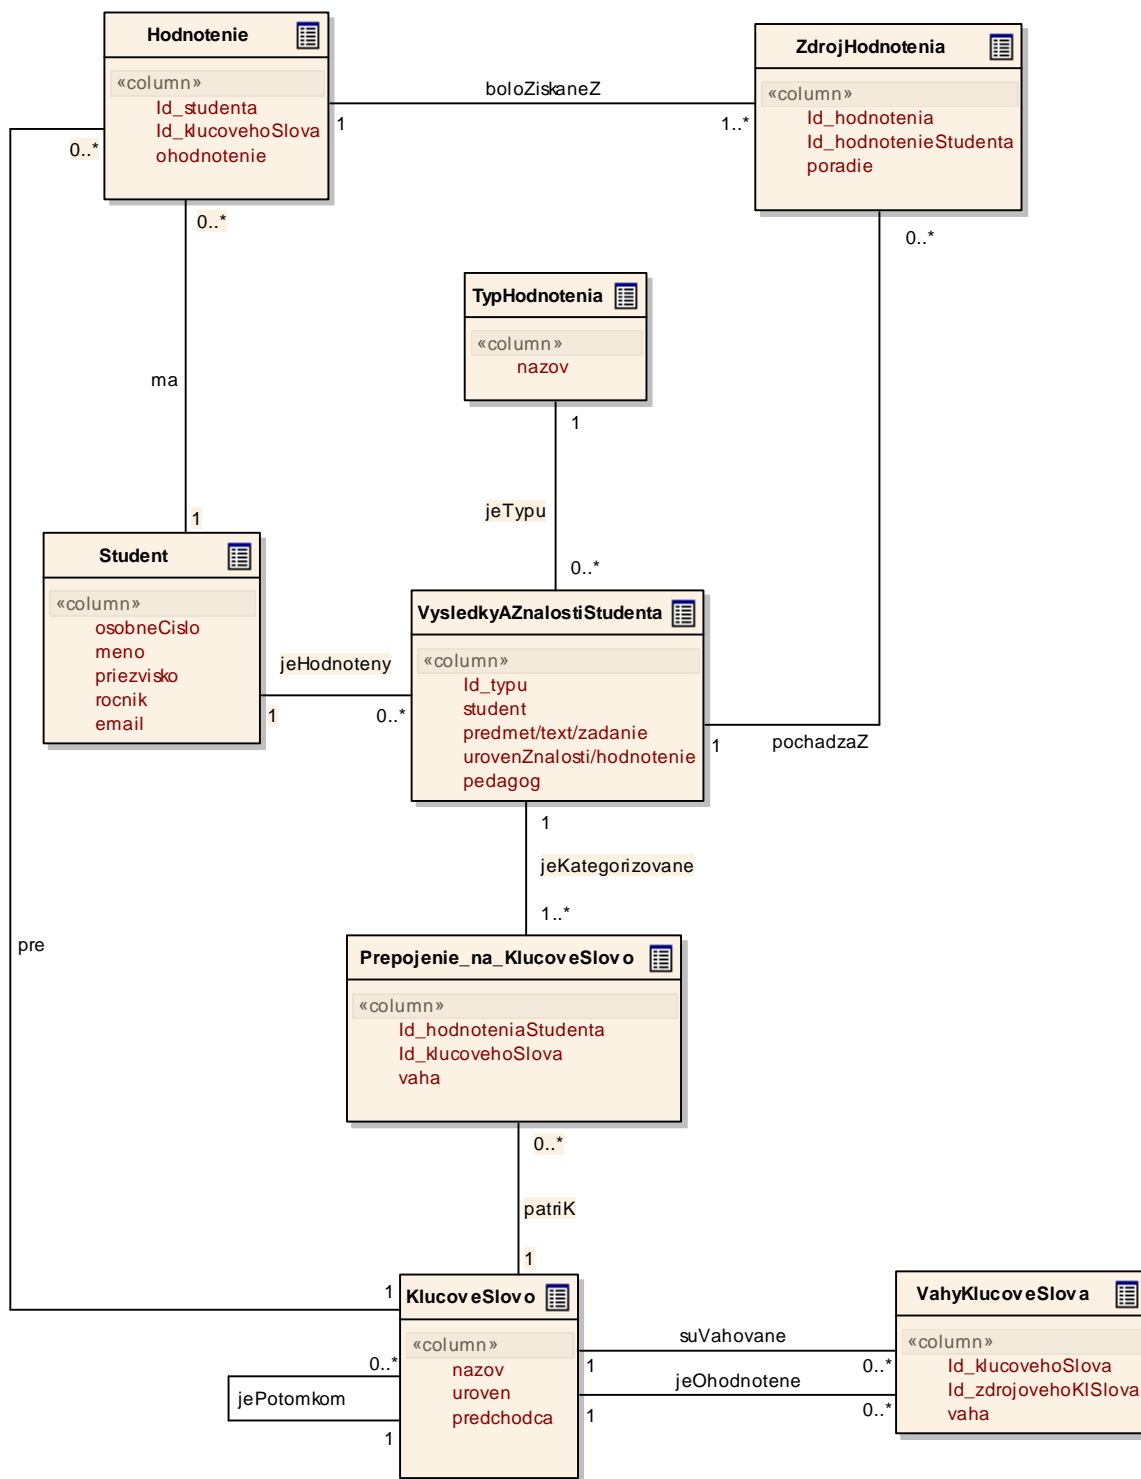 Hodnotenie
«column»
Id_studenta
Id_klucovehoSlova
ohodnotenie
ZdrojHodnotenia
«column»
Id_hodnotenia
Id_hodnotenieStudenta
poradie
boloZiskaneZ
1
1..*
0..*
0..*
0..*
TypHodnotenia
«column»
nazov
ma
1
jeTypu
1
0..*
Student
«column»
osobneCislo
meno
priezvisko
rocnik
email
jeHodnoteny
1
0..*
VysledkyAZnalostiStudenta
«column»
Id_typu
student
predmet/text/zadanie
urovenZnalosti/hodnotenie
pedagog
1
pochadzaZ
1
jeKategorizovane
1..*
pre
Prepojenie_na_KlucoveSlovo
«column»
Id_hodnoteniaStudenta
Id_klucovehoSlova
vaha
0..*
patriK
1
1
KlucoveSlovo
«column»
nazov
uroven
predchodca
0..*
jePotomkom
1
suVahovane
1
0..*
jeOhodnotene
1
0..*
VahyKlucoveSlova
«column»
Id_klucovehoSlova
Id_zdrojovehoKlSlova
vaha